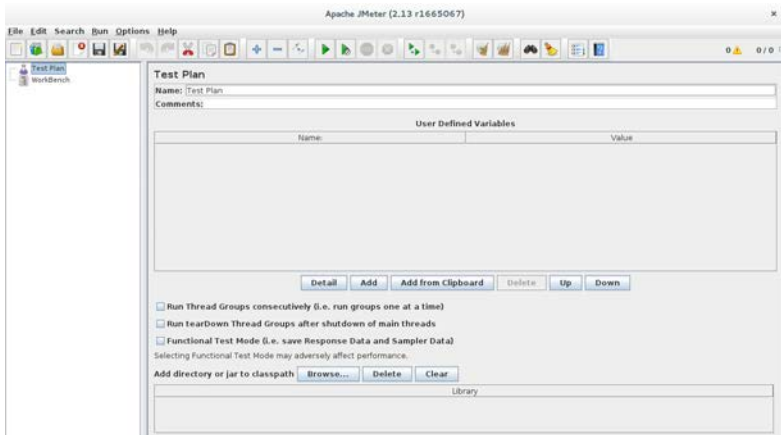 Apache JMeter (2.13 r1665067)
File Edit Search Run Options Help
0 0 / 0
Test Plan
WorkBench
Test Plan
Name: Test Plan
Comments:
User Defined Variables
Name: Value
Detail Add Add from Clipboard Delete Up Down
Run Thread Groups consecutively (i.e. run groups one at a time)
Run tearDown Thread Groups after shutdown of main threads
Functional Test Mode (i.e. save Response Data and Sampler Data)
Selecting Functional Test Mode may adversely affect performance.
Add directory or jar to classpath Browse... Delete Clear
Library